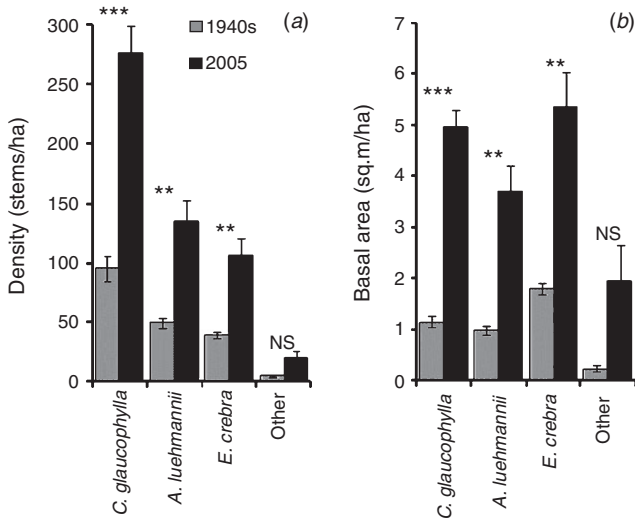 (a)
1940s
2005
Density (stems/ha)
300
250
200
150
100
50
0
***
**
**
NS
C. glaucophylla
A. luehmannii
E. crebra
Other
(b)
Basal area (sq.m/ha)
7
6
5
4
3
2
1
0
***
**
**
NS
C. glaucophylla
A. luehmannii
E. crebra
Other